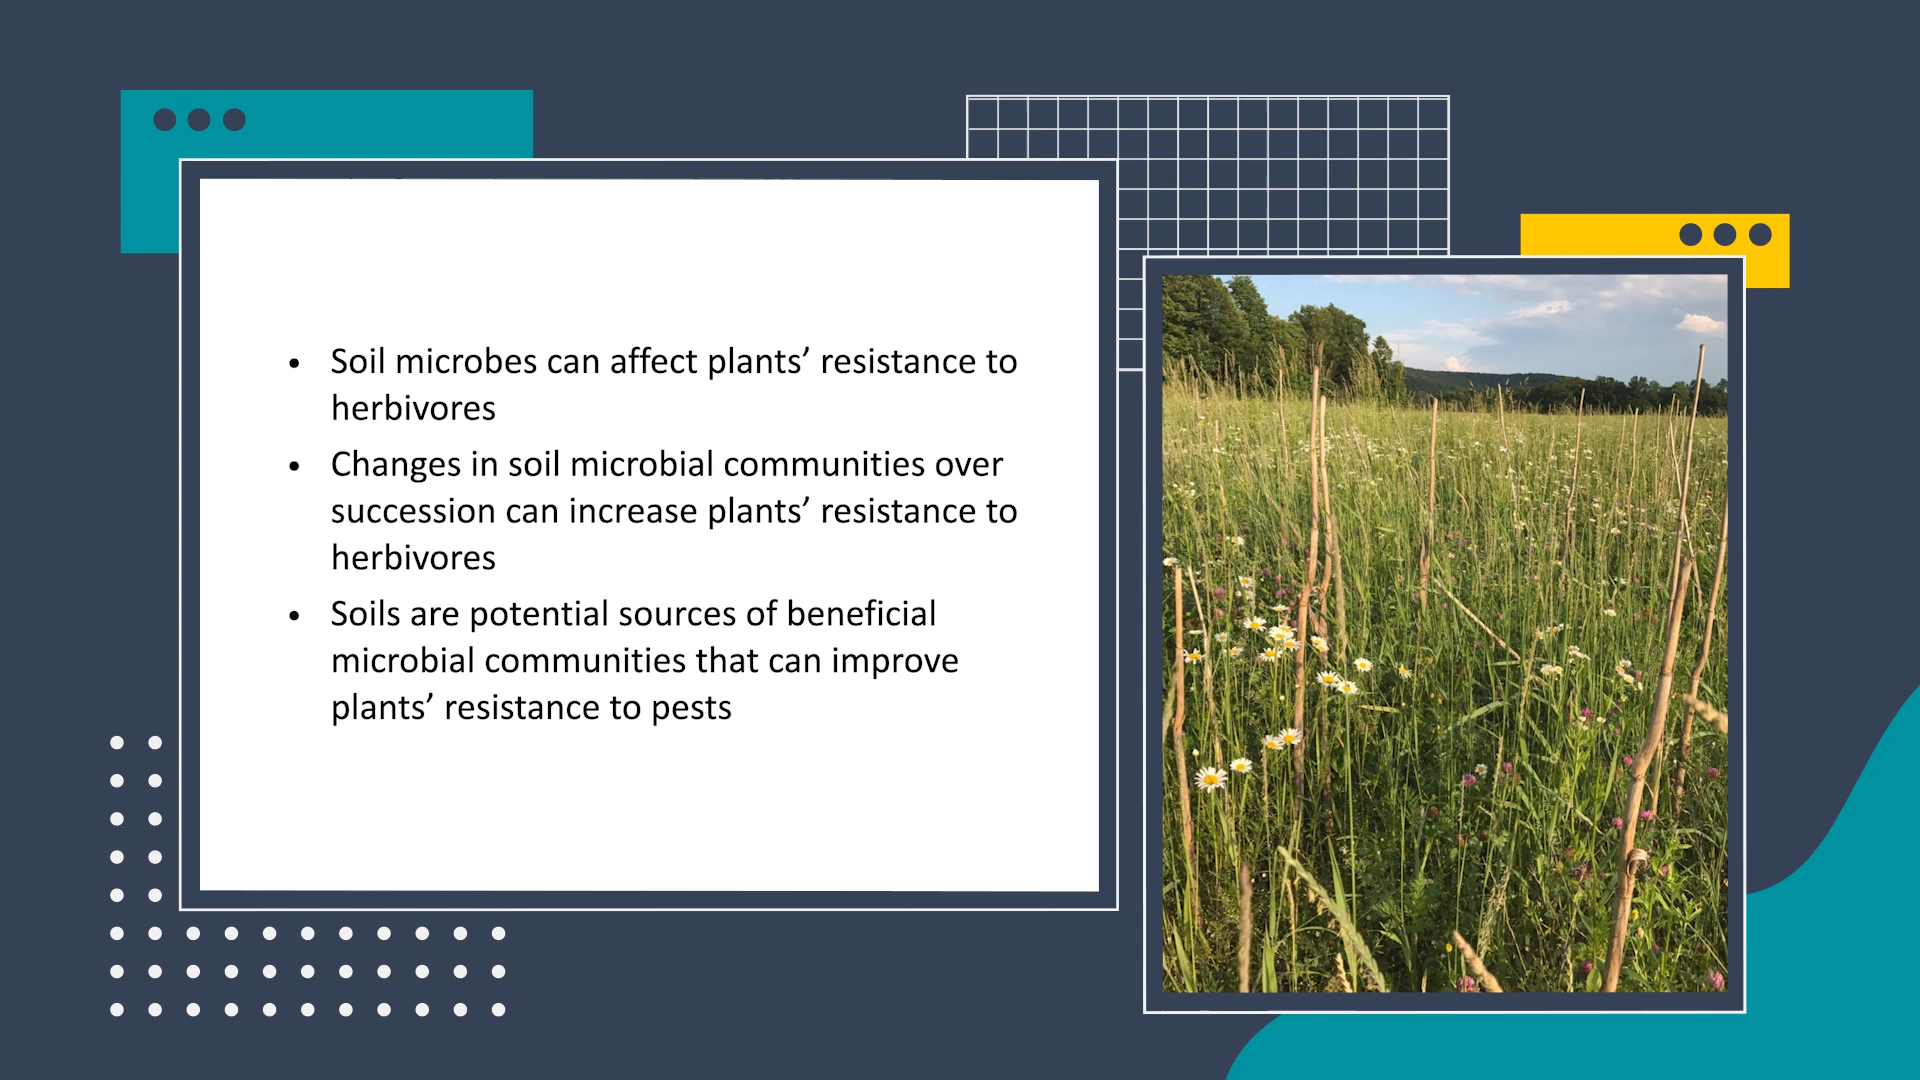 • Soil microbes can affect plants’ resistance to
herbivores
• Changes in soil microbial communities over
succession can increase plants’ resistance to
herbivores
• Soils are potential sources of beneficial
microbial communities that can improve
plants’ resistance to pests